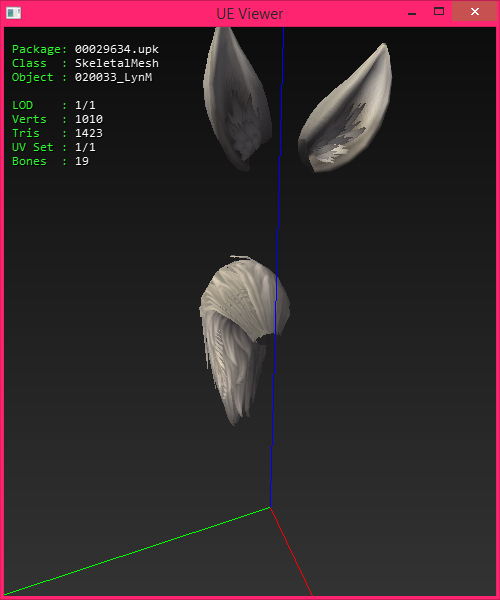 UE Viewer
Package: 00029634.upk
Class  : SkeletalMesh
Object : 020033_LynM
LOD    : 1/1
Verts  : 1010
Tris   : 1423
UV Set : 1/1
Bones  : 19